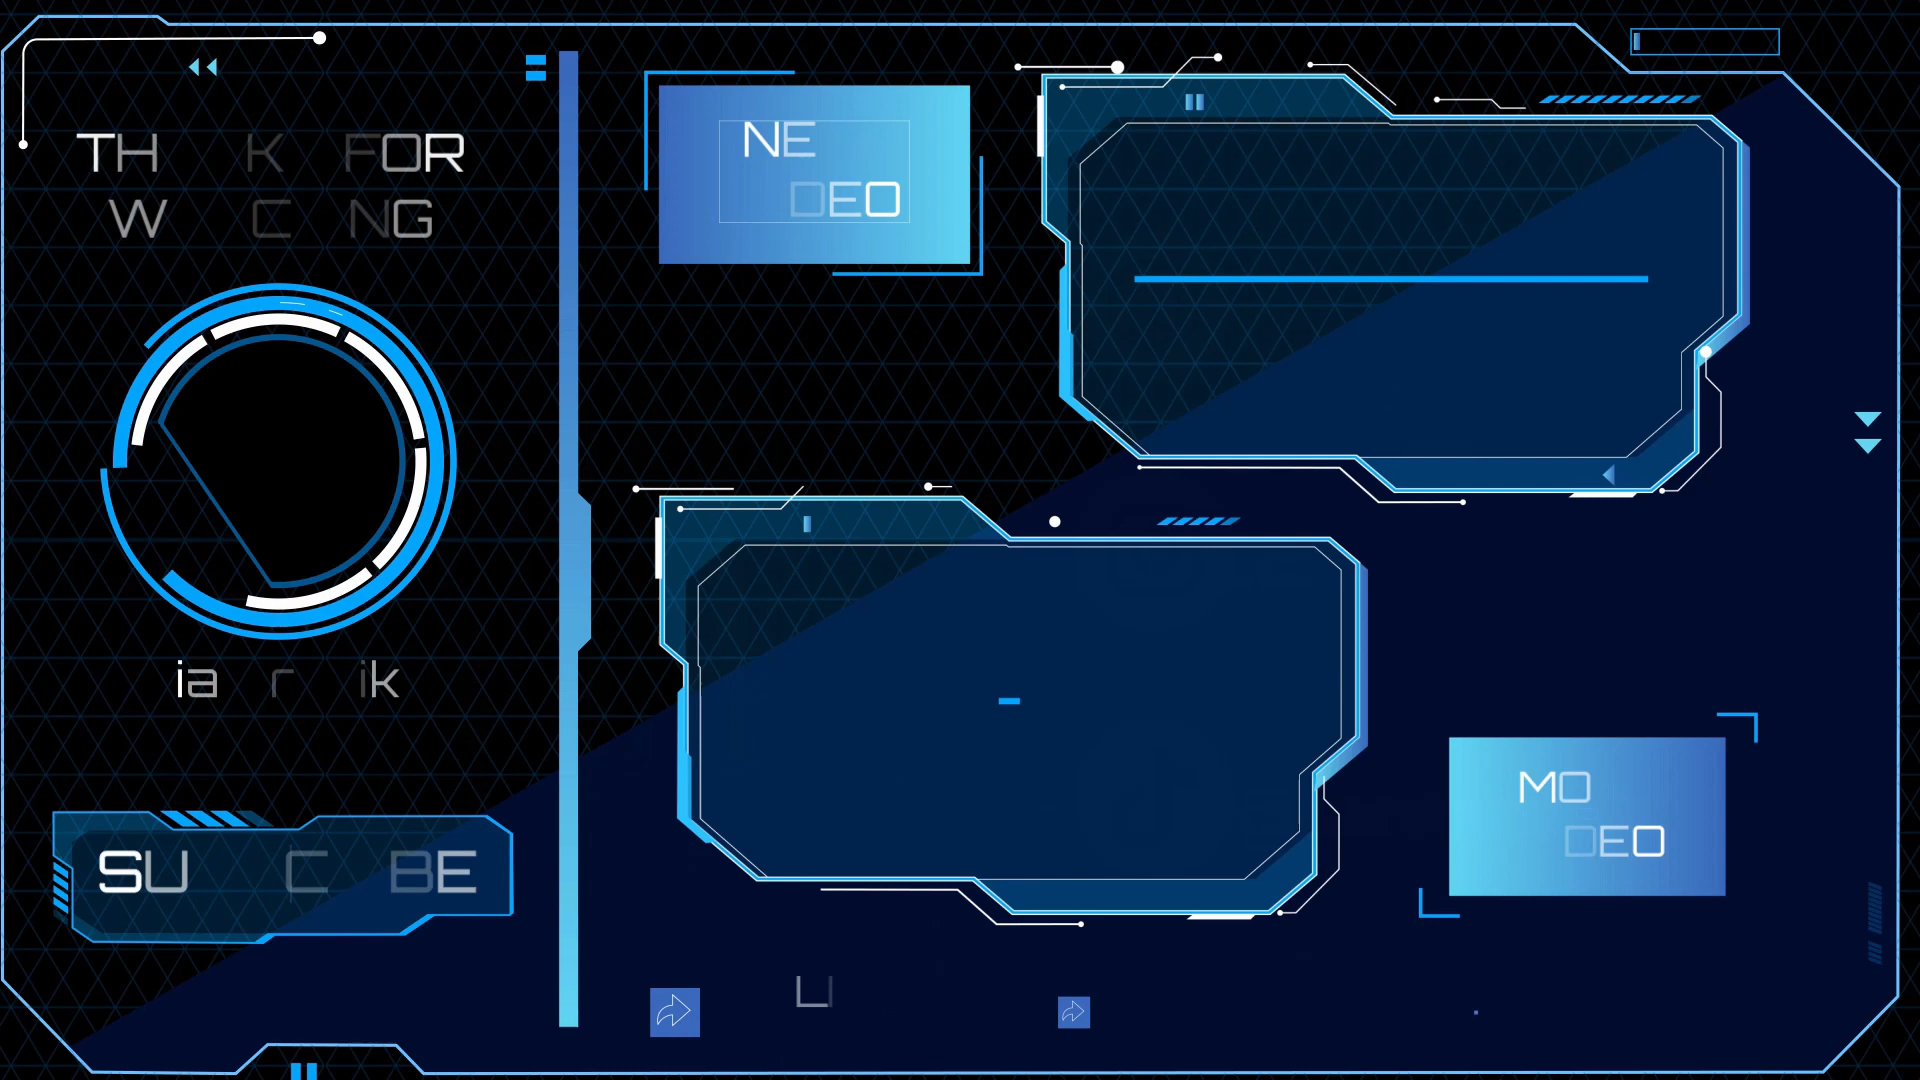 TH K FOR
W C NG
ia r ik
SU C BE
NE
DEO
MO
DEO